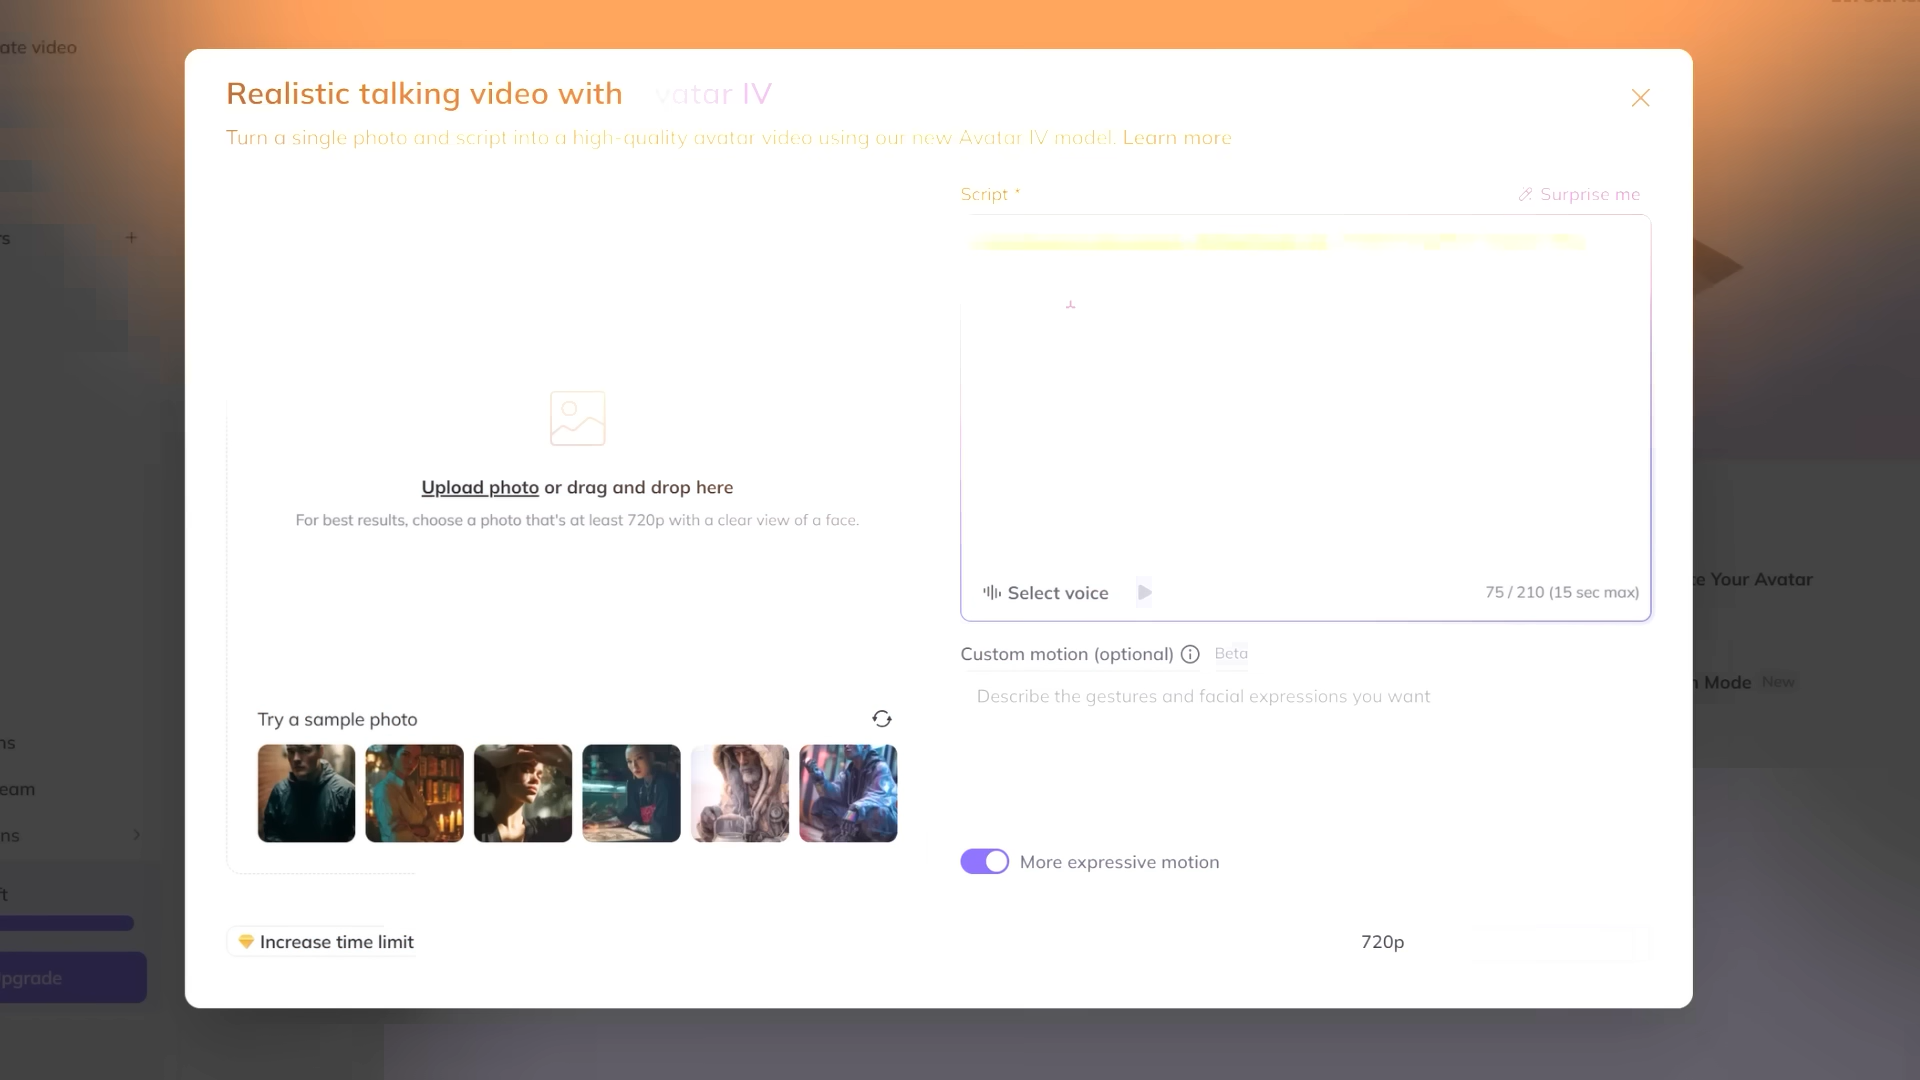 ate video
Realistic talking video with vatar IV
Turn a single photo and script into a high-quality avatar video using our new Avatar IV model. Learn more
Script *
Surprise me
Upload photo or drag and drop here
For best results, choose a photo that's at least 720p with a clear view of a face.
Select voice
75 / 210 (15 sec max)
Custom motion (optional)
Beta
Describe the gestures and facial expressions you want
Try a sample photo
More expressive motion
Increase time limit
720p
te Your Avatar
n Mode New
rs
ns
eam
ns
ft
pgrade